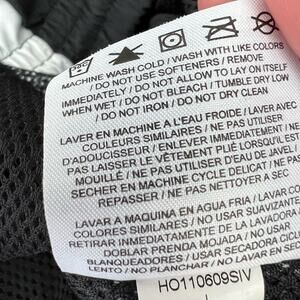 MACHINE WASH COLD / WASH WITH LIKE COLORS
/ DO NOT USE SOFTENERS / REMOVE
IMMEDIATELY / DO NOT ALLOW TO LAY ON ITSELF
WHEN WET / DO NOT BLEACH / TUMBLE DRY LOW
/ DO NOT IRON / DO NOT DRY CLEAN
LAVER EN MACHINE A L'EAU FROIDE / LAVER AVEC
COULEURS SIMILAIRES / NE PAS UTILISER
D'ADOUCISSEUR / ENLEVER IMMEDIATEMENT / NE
PAS LAISSER LE VÊTEMENT PLIÉ LORSQU'IL EST
MOUILLÉ / NE PAS UTILISER D'EAU DE JAVEL /
SECHER EN MACHINE CYCLE DELICAT / NE PAS
REPASSER / NE PAS NETTOYER A SEC
LAVAR A MAQUINA EN AGUA FRIA / LAVAR CON
COLORES SIMILARES / NO USAR SUAVIZANTE
RETIRAR INMEDIATAMENTE DE LA LAVADORA
DOBLAR PRENDA MOJADA / NO USAR
BLANQUEADORES / USAR SECADORA CICLO
LENTO / NO PLANCHAR / NO LAVAR EN
HO110609SIV